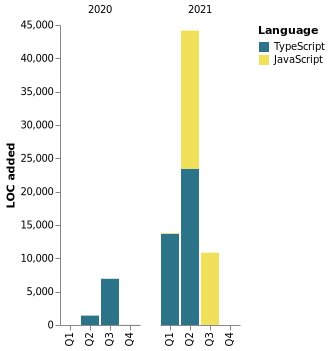 2020 2021
Language
TypeScript
JavaScript
LOC added
45,000
40,000
35,000
30,000
25,000
20,000
15,000
10,000
5,000
0
Q1 Q2 Q3 Q4 Q1 Q2 Q3 Q4